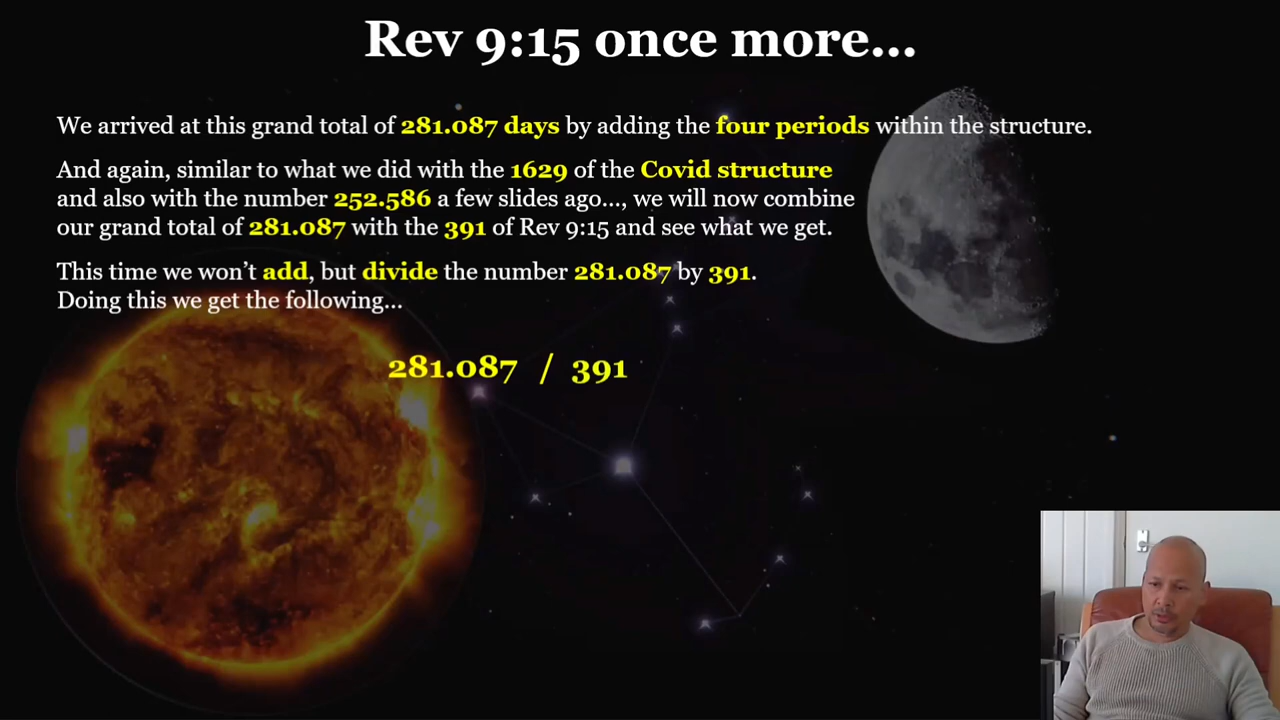 Rev 9:15 once more...
We arrived at this grand total of 281.087 days by adding the four periods within the structure.
And again, similar to what we did with the 1629 of the Covid structure
and also with the number 252.586 a few slides ago..., we will now combine
our grand total of 281.087 with the 391 of Rev 9:15 and see what we get.
This time we won't add, but divide the number 281.087 by 391.
Doing this we get the following...
281.087 / 391